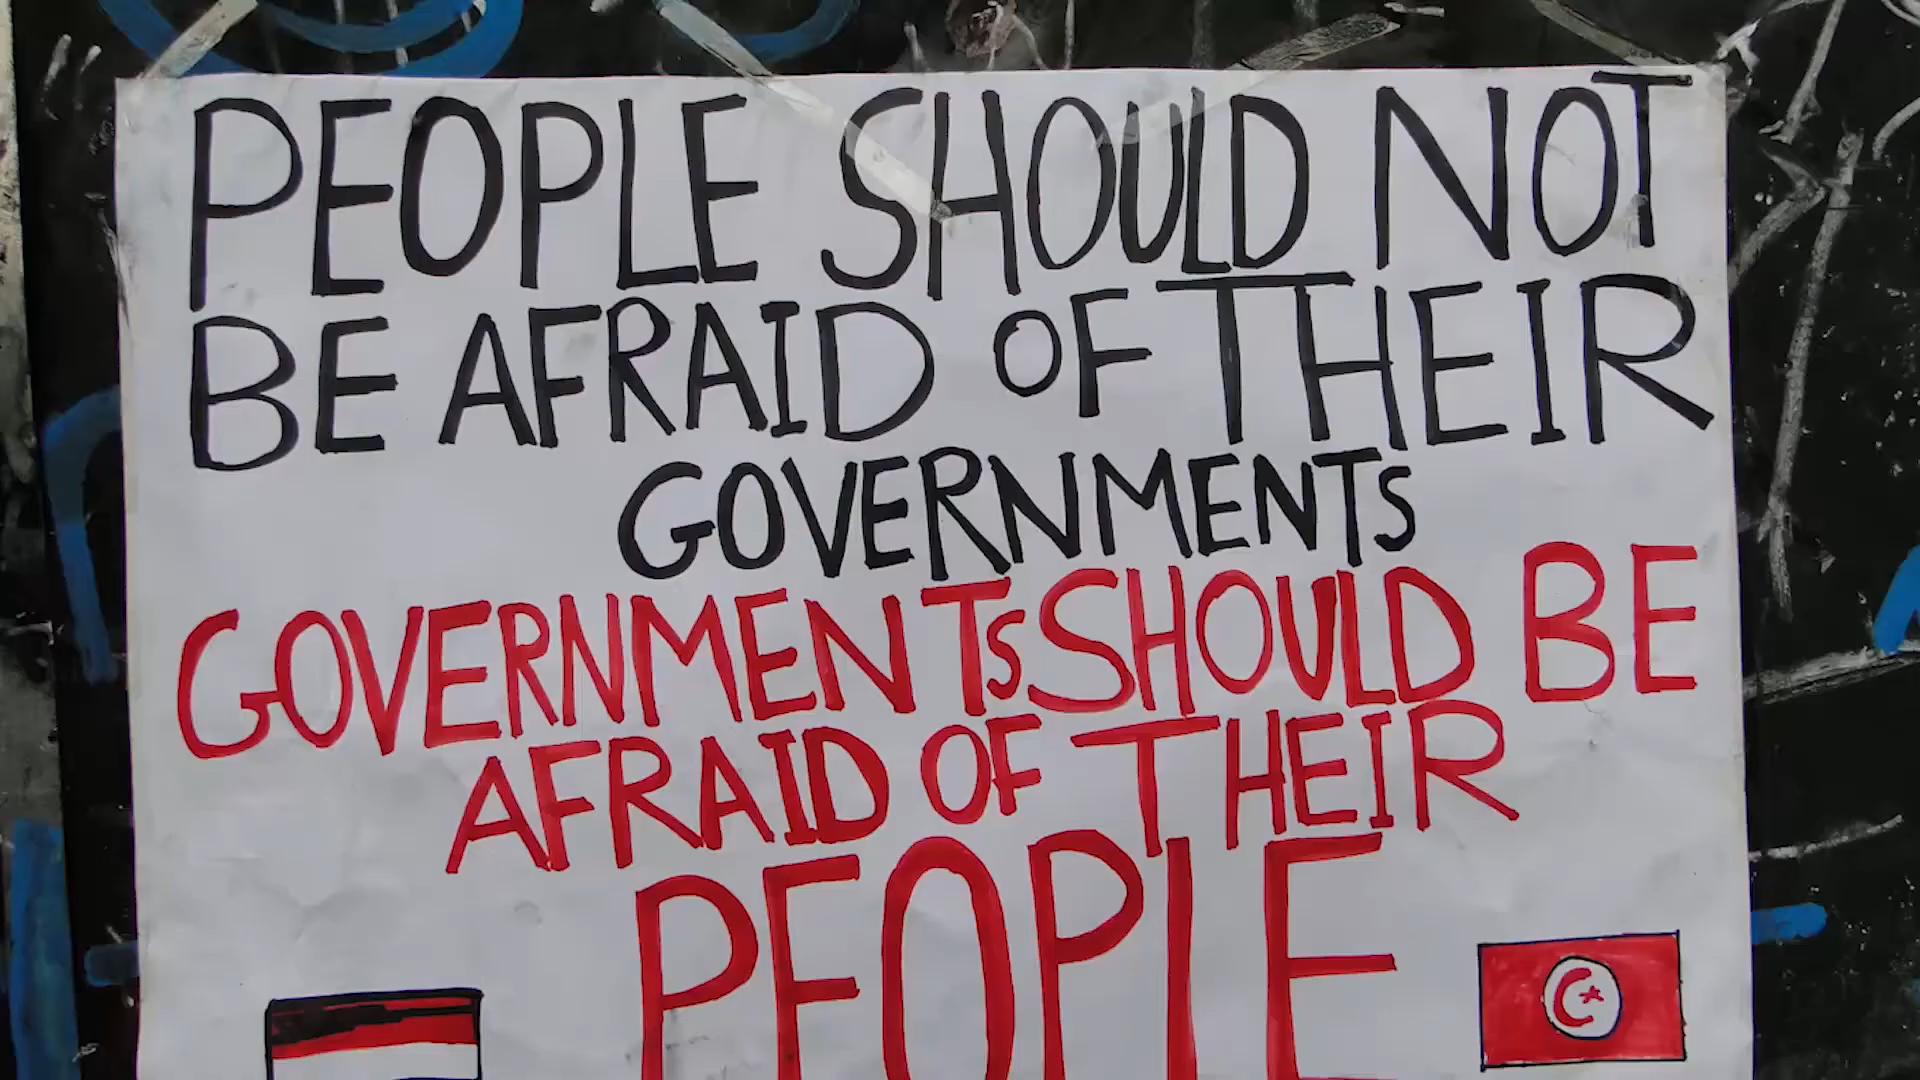 PEOPLE SHOULD NOT
BE AFRAID OF THEIR
GOVERNMENTS
GOVERNMENTS SHOULD BE
AFRAID OF THEIR
PEOPLE